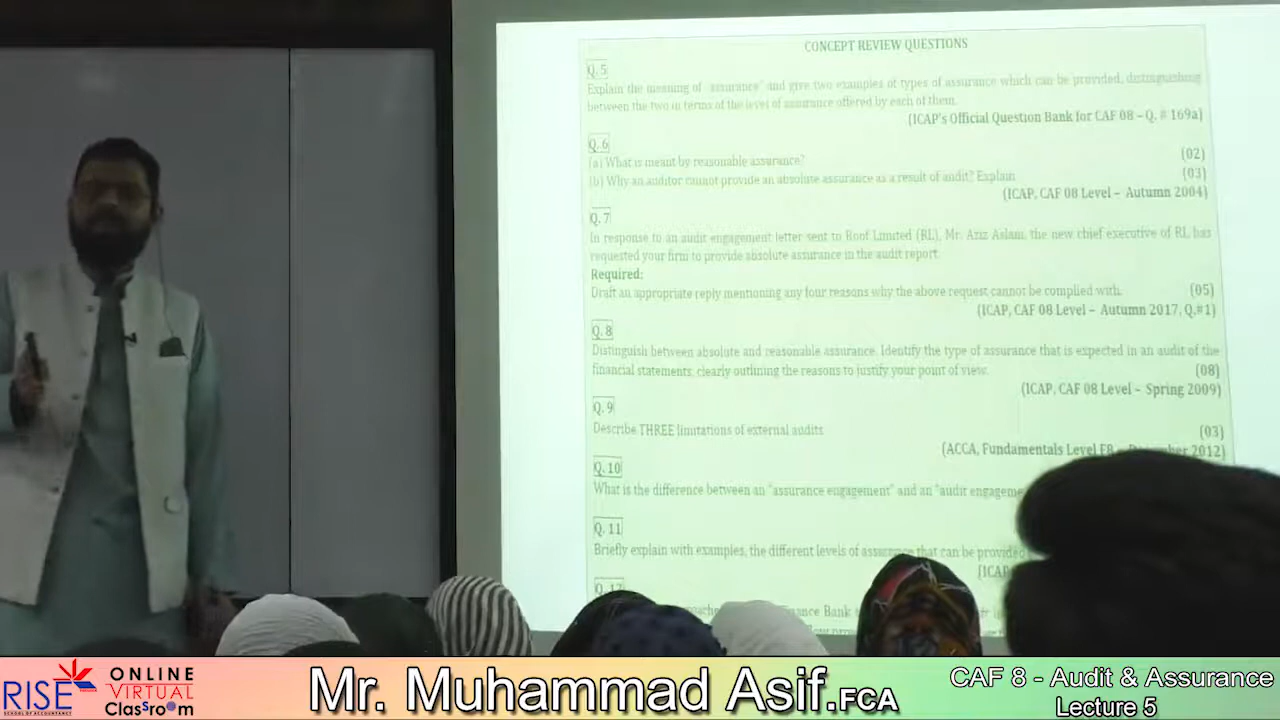 CONCEPT REVIEW QUESTIONS
Q. 5
Explain the meaning of "assurance" and give two examples of types of assurance which can be provided, distinguishing
between the two in terms of the level of assurance offered by each of them.
(ICAP's Official Question Bank for CAF 08 – Q. # 169a)
Q. 6
(a) What is meant by reasonable assurance? (02)
(b) Why an auditor cannot provide an absolute assurance as a result of audit? Explain (03)
(ICAP, CAF 08 Level – Autumn 2004)
Q. 7
In response to an audit engagement letter sent to Roof Limited (RL), Mr. Aziz Aslam, the new chief executive of RL has
requested your firm to provide absolute assurance in the audit report.
Required:
Draft an appropriate reply mentioning any four reasons why the above request cannot be complied with. (05)
(ICAP, CAF 08 Level – Autumn 2017, Q.#1)
Q. 8
Distinguish between absolute and reasonable assurance. Identify the type of assurance that is expected in an audit of the
financial statements, clearly outlining the reasons to justify your point of view. (08)
(ICAP, CAF 08 Level – Spring 2009)
Q. 9
Describe THREE limitations of external audits (03)
(ACCA, Fundamentals Level F8 – 2012)
Q. 10
What is the difference between an "assurance engagement" and an "audit
Q. 11
Briefly explain with examples, the different levels of assurance that can be provided
[ICAP
Q. 12
Bank
RISE
SCHOOL OF ACCOUNTANCY
ONLINE
VIRTUAL
Classroom
Mr. Muhammad Asif.FCA
CAF 8 - Audit & Assurance
Lecture 5